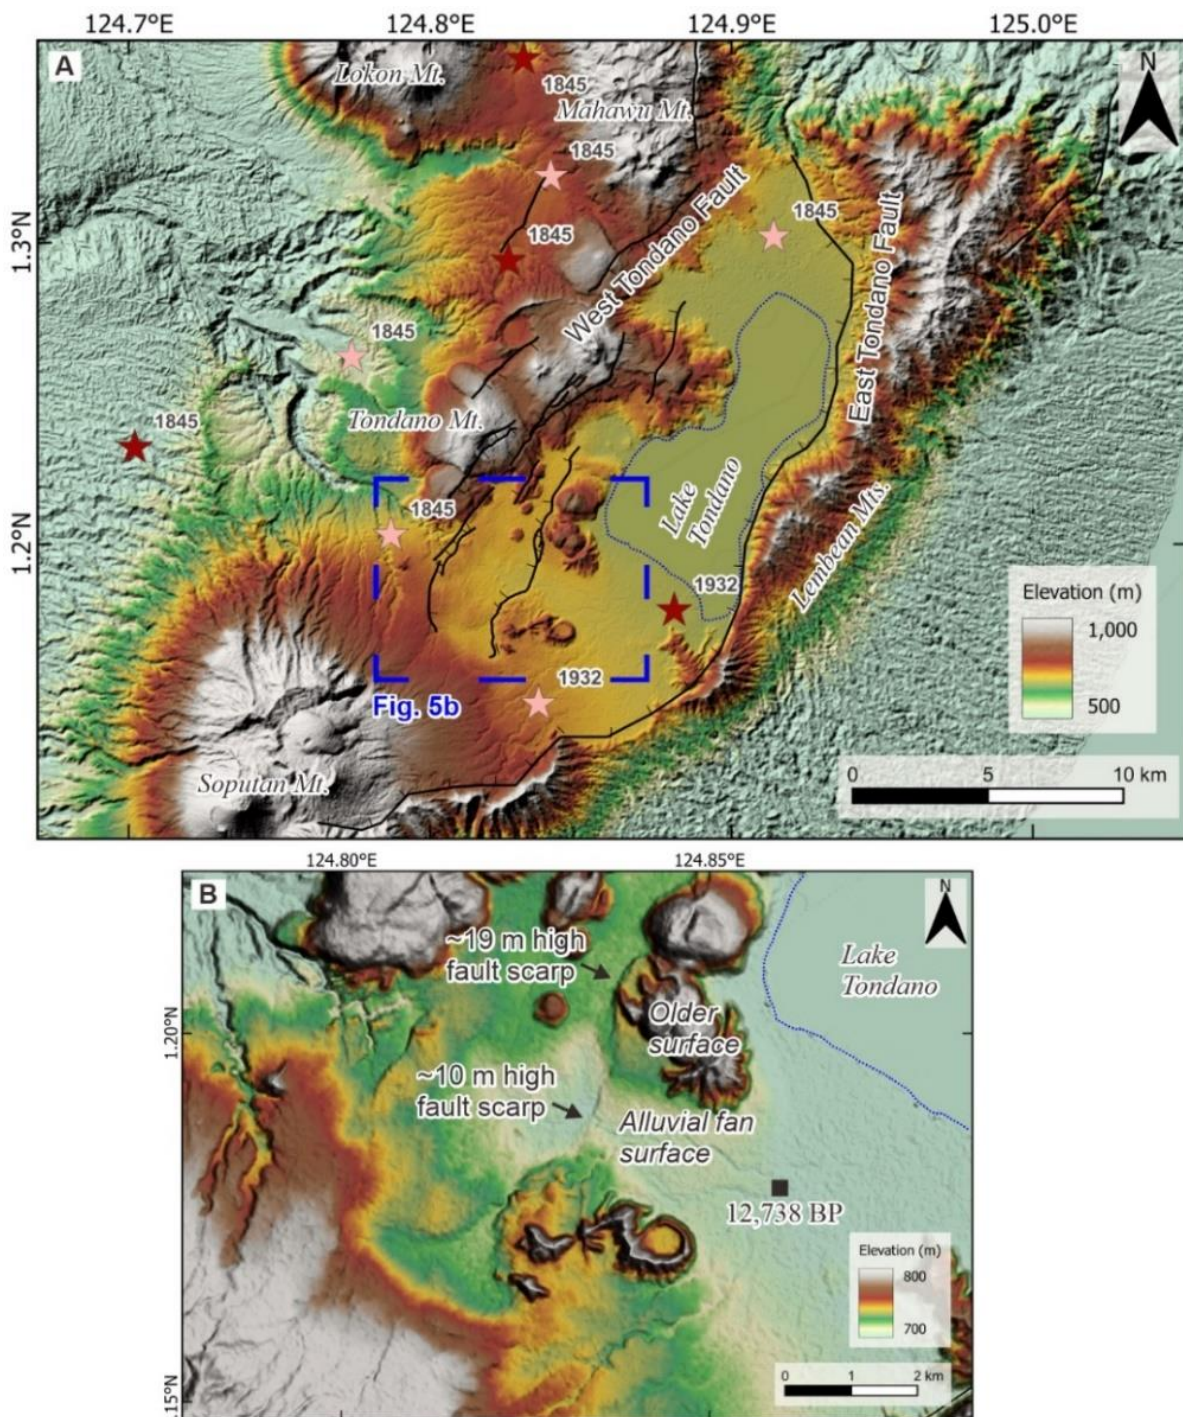 124.7°E 124.8°E 124.9°E 125.0°E
A
N
Lokon Mt.
1845
Mahawu Mt.
1845
1845
1845
1.3°N
West Tondano Fault
East Tondano Fault
1845
Tondano Mt.
1845
Lake
Tondano
1845
1.2°N
Lembean Mts.
1932
1932
Fig. 5b
Soputan Mt.
Elevation (m)
1,000
500
0 5 10 km
124.80°E 124.85°E
B
N
~19 m high
fault scarp
Lake
Tondano
Older
surface
1.20°N
~10 m high
fault scarp
Alluvial fan
surface
12,738 BP
Elevation (m)
800
700
0 1 2 km
.15°N